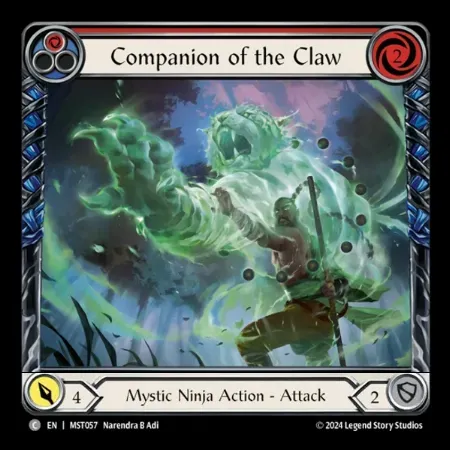 Companion of the Claw
2
4
Mystic Ninja Action - Attack
2
C EN | MST057 Narendra B Adi
© 2024 Legend Story Studios